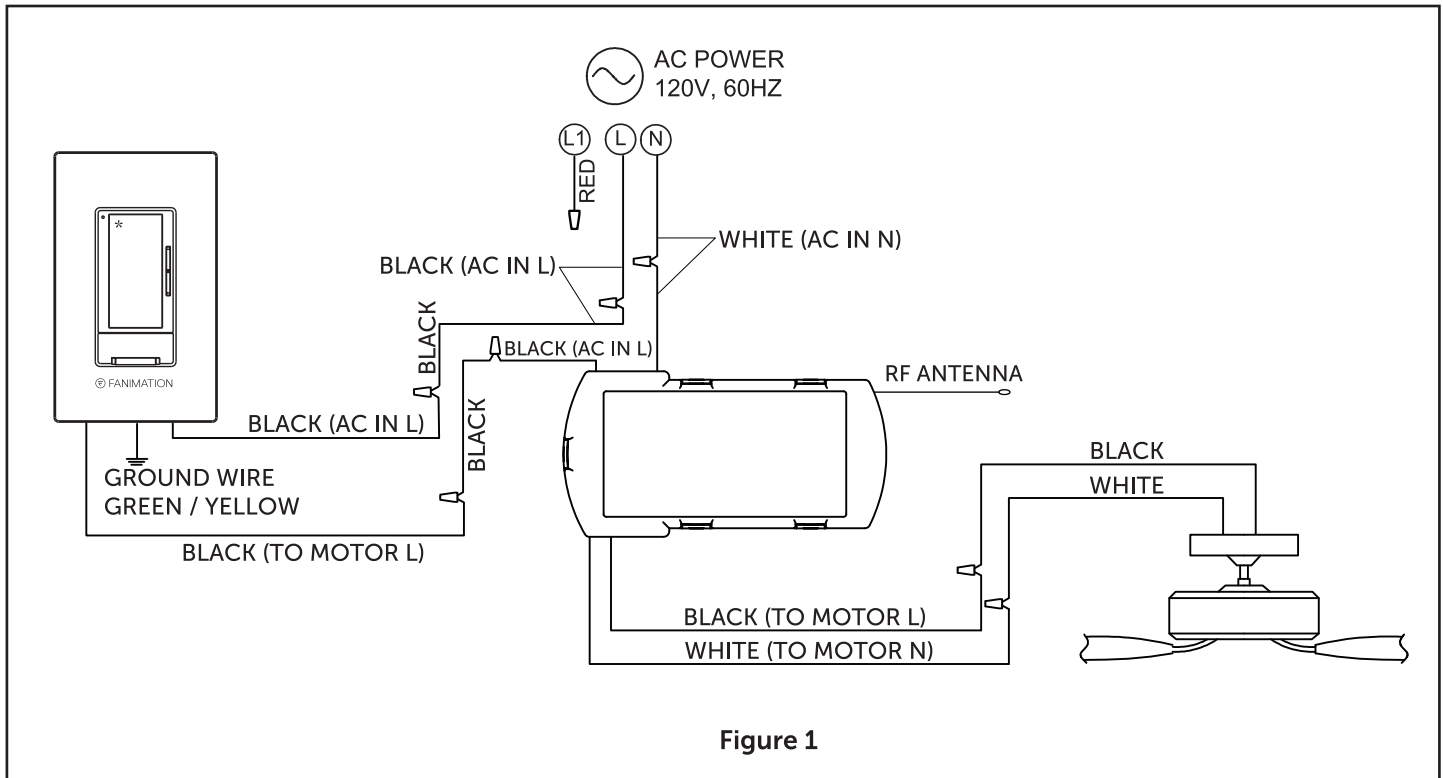 AC POWER
120V, 60HZ
L1 L N
RED
WHITE (AC IN N)
BLACK (AC IN L)
BLACK
BLACK (AC IN L)
*
FANIMATION
RF ANTENNA
BLACK (AC IN L)
BLACK
GROUND WIRE
GREEN / YELLOW
BLACK (TO MOTOR L)
BLACK
WHITE
BLACK (TO MOTOR L)
WHITE (TO MOTOR N)
Figure 1